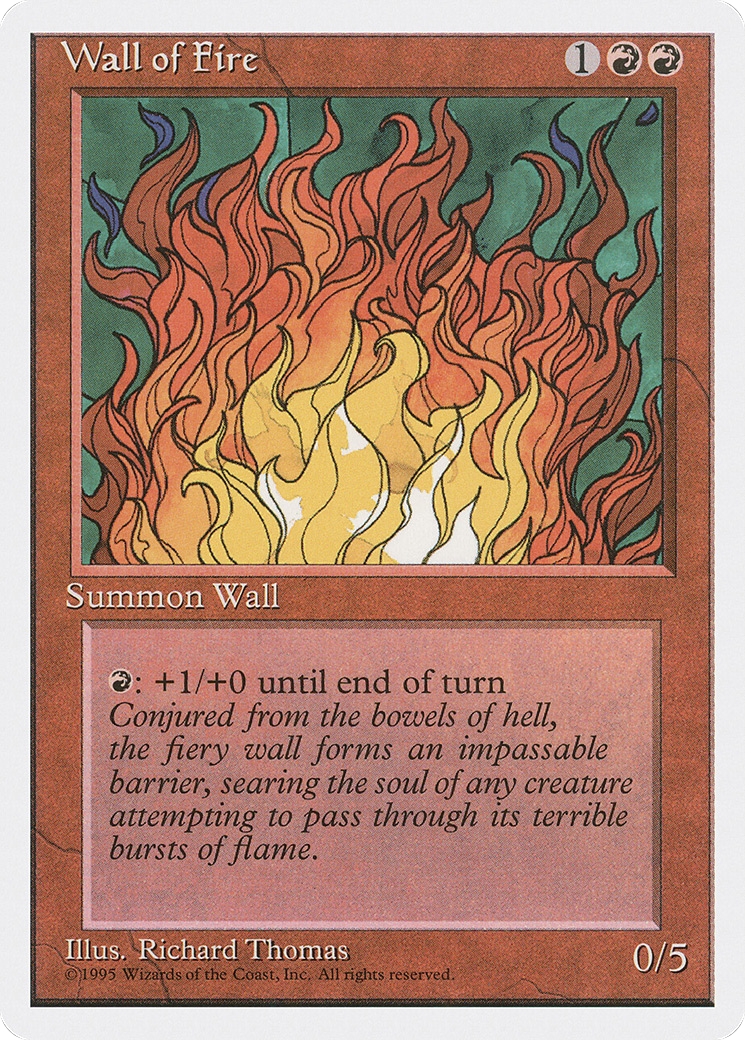 Wall of Fire 1
Summon Wall
: +1/+0 until end of turn
Conjured from the bowels of hell,
the fiery wall forms an impassable
barrier, searing the soul of any creature
attempting to pass through its terrible
bursts of flame.
Illus. Richard Thomas
©1995 Wizards of the Coast, Inc. All rights reserved.
0/5